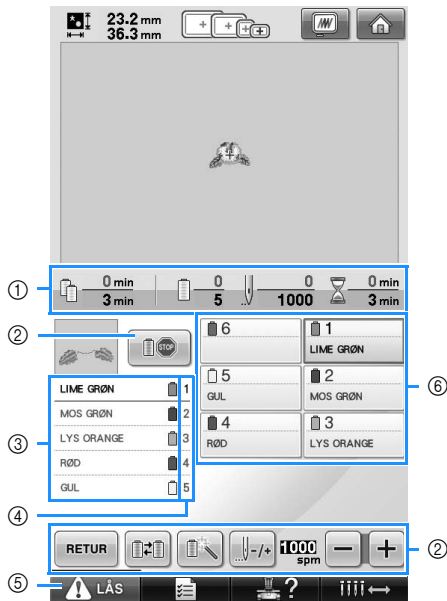 23.2 mm
36.3 mm
① 0 min 0 0 0 min
3 min 5 1000 3 min
② STOP
6 1
LIME GRØN
5 2
GUL MOS GRØN
4 3
RØD LYS ORANGE
⑥
③
LIME GRØN 1
MOS GRØN 2
LYS ORANGE 3
RØD 4
GUL 5
④
RETUR -/+ 1000 spm − + ②
⑤ LÅS ?